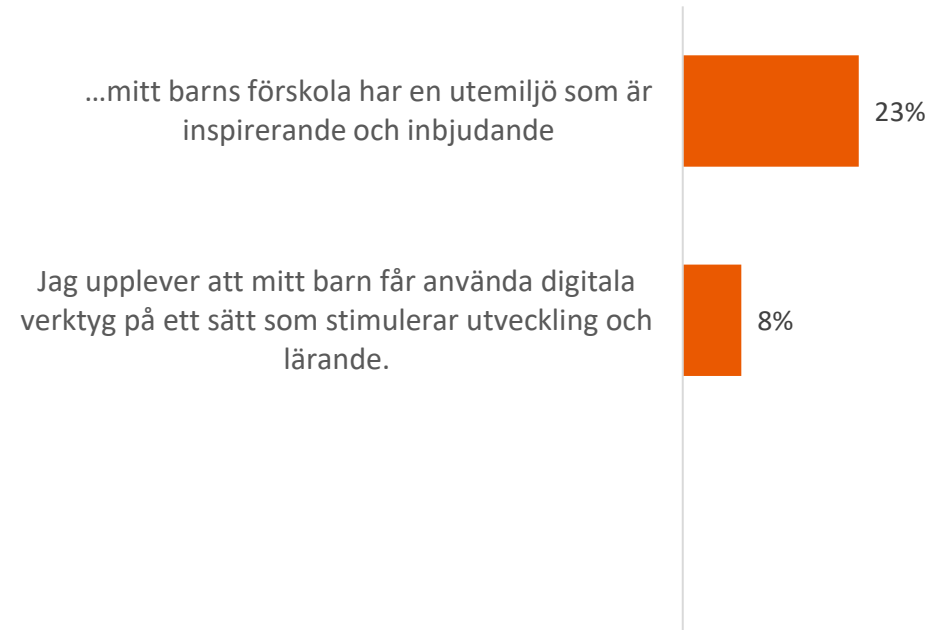 …mitt barns förskola har en utemiljö som är
inspirerande och inbjudande
23%
Jag upplever att mitt barn får använda digitala
verktyg på ett sätt som stimulerar utveckling och
lärande.
8%